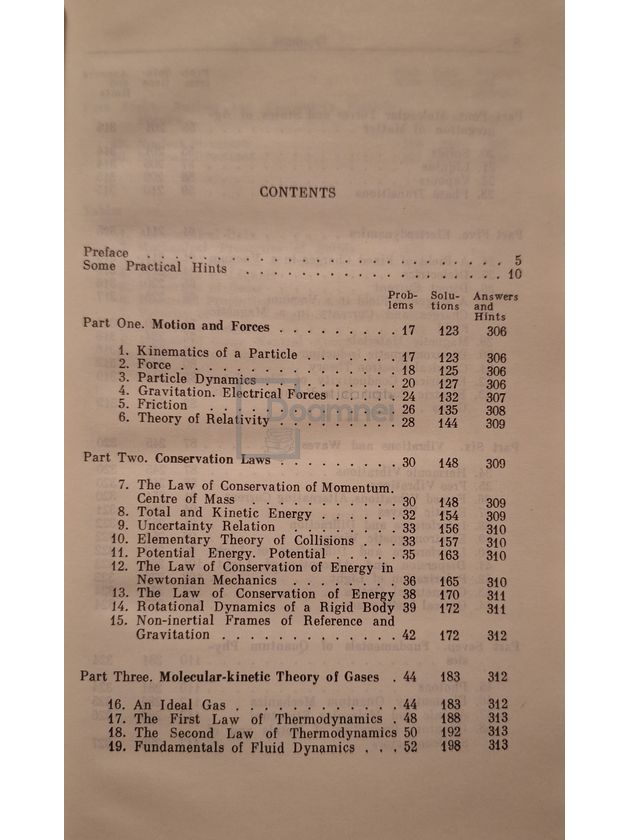 CONTENTS
Preface . . . . . . . . . . . . . . . . . . . . . . . 5
Some Practical Hints . . . . . . . . . . . . . . . . . 10
Prob- Solu- Answers
lems tions and
Hints
Part One. Motion and Forces . . . . . . . . . 17 123 306
1. Kinematics of a Particle . . . . . . . 17 123 306
2. Force . . . . . . . . . . . . . . . . 18 125 306
3. Particle Dynamics . . . . . . . . . . 20 127 306
4. Gravitation. Electrical Forces . . . . . 24 132 307
5. Friction . . . . . . . . . . . . . . 26 135 308
6. Theory of Relativity . . . . . . . . . 28 144 309
Part Two. Conservation Laws . . . . . . . . . 30 148 309
7. The Law of Conservation of Momentum.
Centre of Mass . . . . . . . . . . . 30 148 309
8. Total and Kinetic Energy . . . . . . 32 154 309
9. Uncertainty Relation . . . . . . . . 33 156 310
10. Elementary Theory of Collisions . . . 33 157 310
11. Potential Energy. Potential . . . . . 35 163 310
12. The Law of Conservation of Energy in
Newtonian Mechanics . . . . . . . . 36 165 310
13. The Law of Conservation of Energy 38 170 311
14. Rotational Dynamics of a Rigid Body 39 172 311
15. Non-inertial Frames of Reference and
Gravitation . . . . . . . . . . . . 42 172 312
Part Three. Molecular-kinetic Theory of Gases . 44 183 312
16. An Ideal Gas . . . . . . . . . . . . 44 183 312
17. The First Law of Thermodynamics . 48 188 313
18. The Second Law of Thermodynamics 50 192 313
19. Fundamentals of Fluid Dynamics . . . 52 198 313